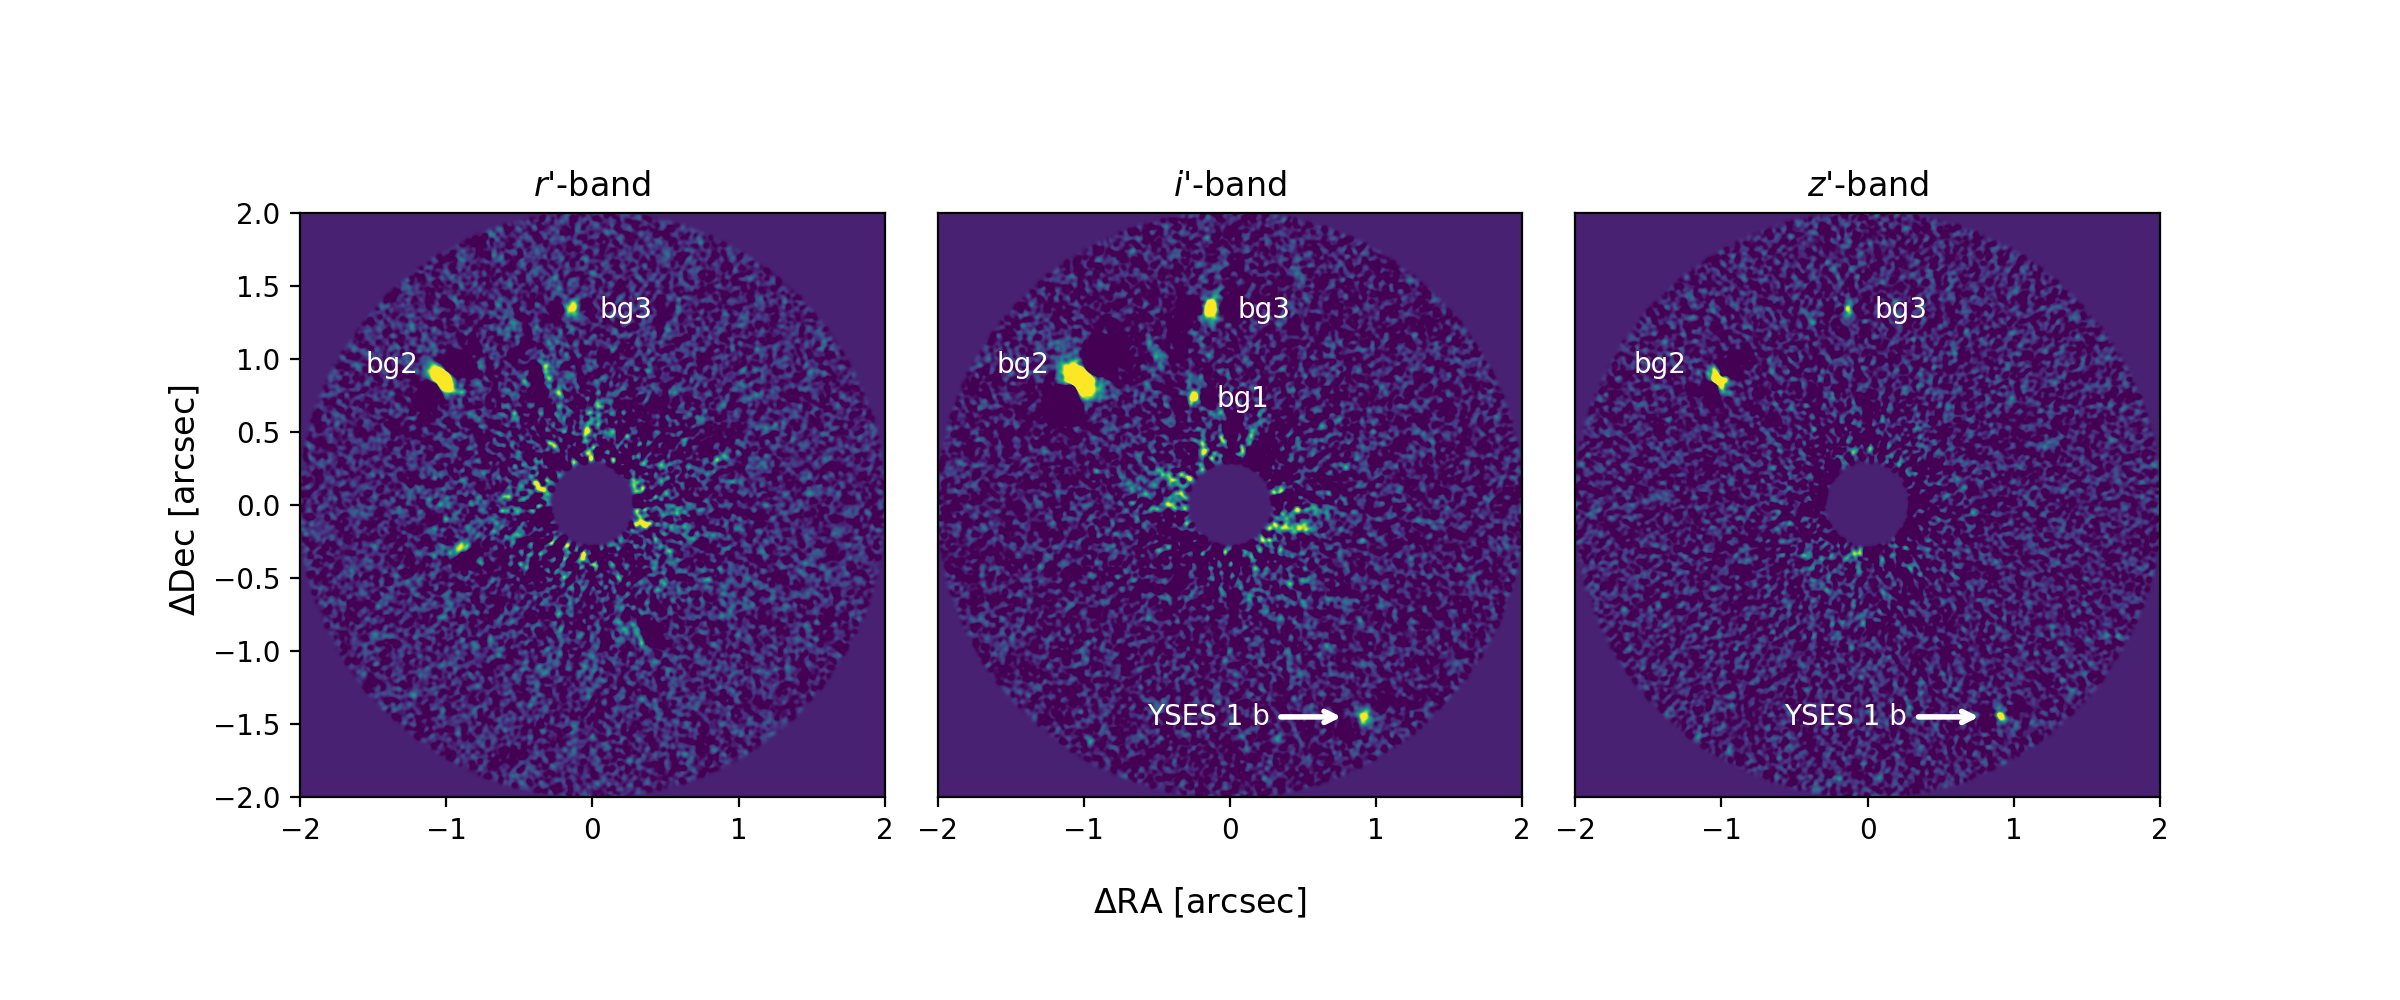 r'-band
i'-band
z'-band
ΔDec [arcsec]
2.0
1.5
1.0
0.5
0.0
−0.5
−1.0
−1.5
−2.0
bg3
bg2
−2 −1 0 1 2
bg3
bg2
bg1
YSES 1 b
−2 −1 0 1 2
bg3
bg2
YSES 1 b
−2 −1 0 1 2
ΔRA [arcsec]